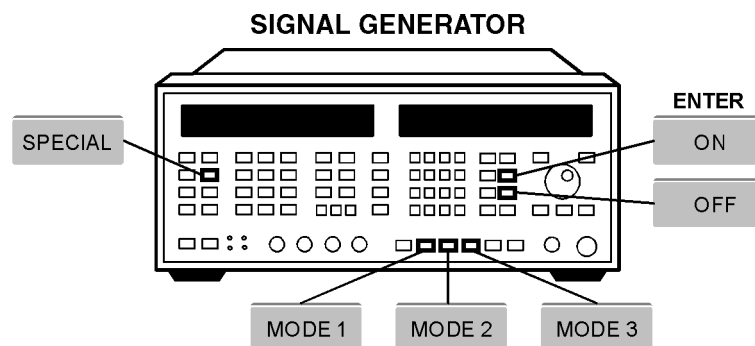 SIGNAL GENERATOR
ENTER
SPECIAL
ON
OFF
MODE 1
MODE 2
MODE 3